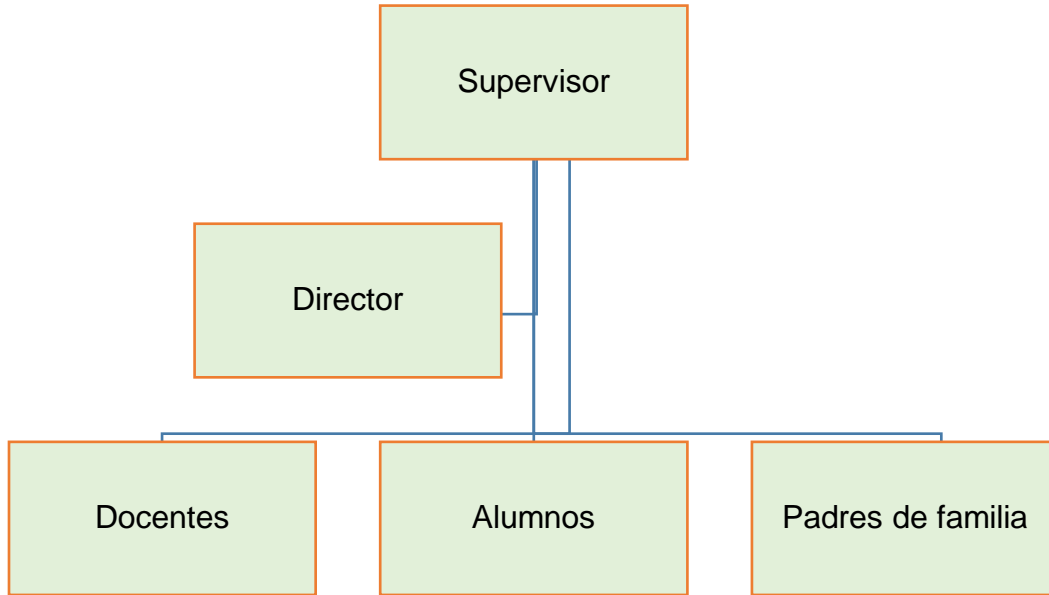 Supervisor
Director
Docentes
Alumnos
Padres de familia